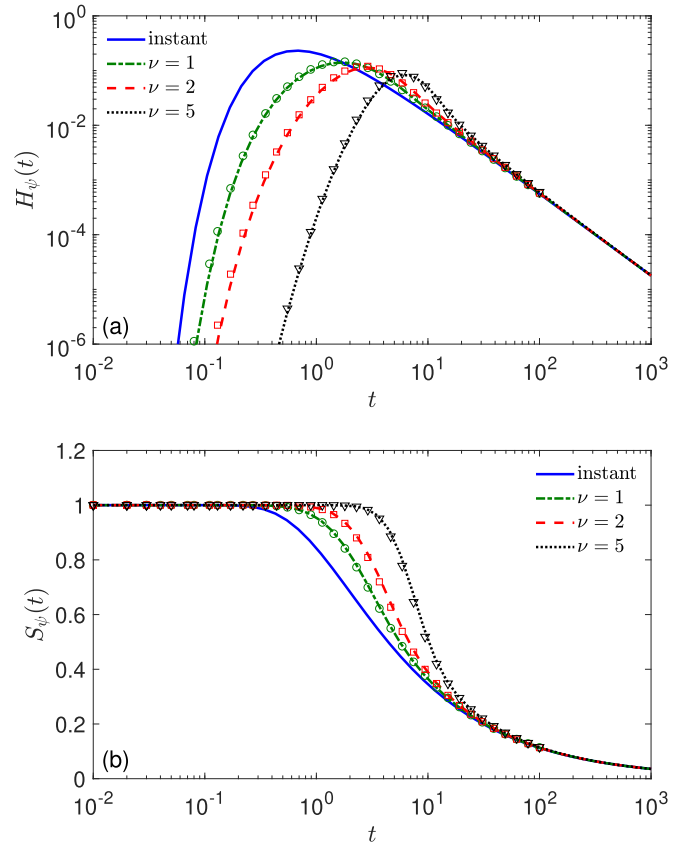 10^0
10^-2
10^-4
10^-6
H_ψ(t)
instant
ν = 1
ν = 2
ν = 5
(a)
10^-2 10^-1 10^0 10^1 10^2 10^3
t
1.2
1
0.8
0.6
0.4
0.2
0
S_ψ(t)
instant
ν = 1
ν = 2
ν = 5
(b)
10^-2 10^-1 10^0 10^1 10^2 10^3
t